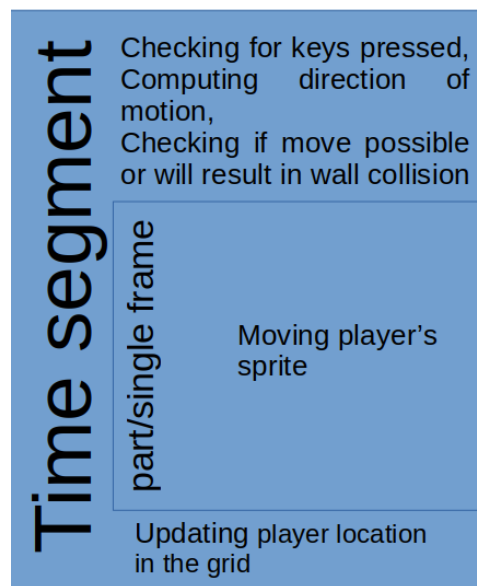 Time segment
Checking for keys pressed,
Computing direction of
motion,
Checking if move possible
or will result in wall collision
part/single frame
Moving player’s
sprite
Updating player location
in the grid